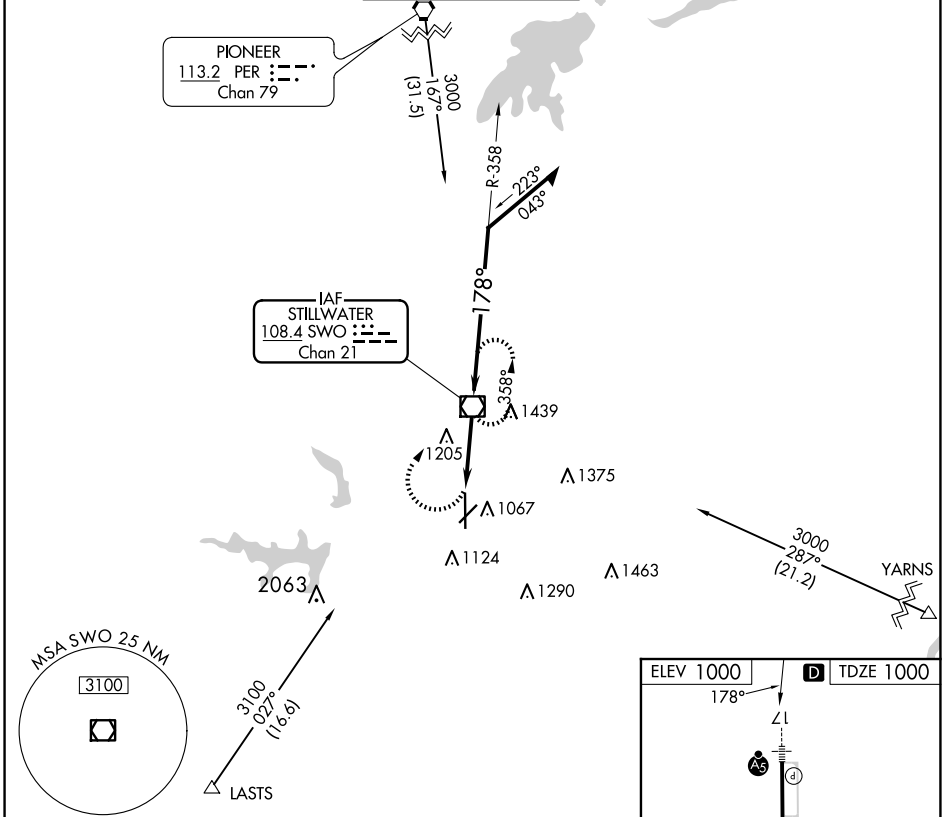 PIONEER
113.2 PER
Chan 79
3000
167°
(31.5)
R-358
223°
043°
178°
IAF
STILLWATER
108.4 SWO
Chan 21
358°
1439
1205
1375
1067
1124
1463
1290
2063
3000
287°
(21.2)
YARNS
MSA SWO 25 NM
3100
3100
027°
(16.6)
LASTS
ELEV 1000
D
TDZE 1000
178°
17
A5
P